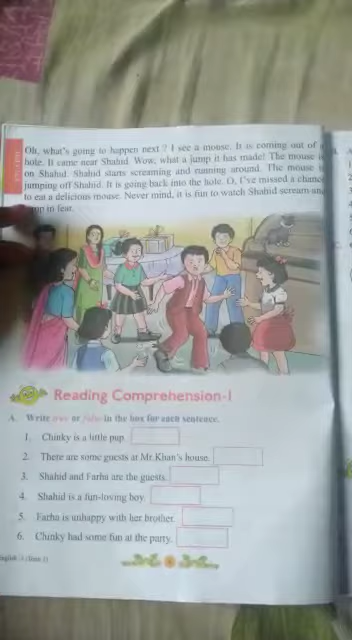 Oh, what's going to happen next ? I see a mouse. It is coming out of a
hole. It came near Shahid. Wow, what a jump it has made! The mouse is
on Shahid. Shahid starts screaming and running around. The mouse is
jumping off Shahid. It is going back into the hole. O, I've missed a chance
to eat a delicious mouse. Never mind, it is fun to watch Shahid scream and
in fear.
Reading Comprehension-I
A. Write true or false in the box for each sentence.
1. Chinky is a little pup.
2. There are some guests at Mr.Khan's house.
3. Shahid and Farha are the guests.
4. Shahid is a fun-losing boy.
5. Farha is unhappy with her brother.
6. Chinky had some fun at the party.